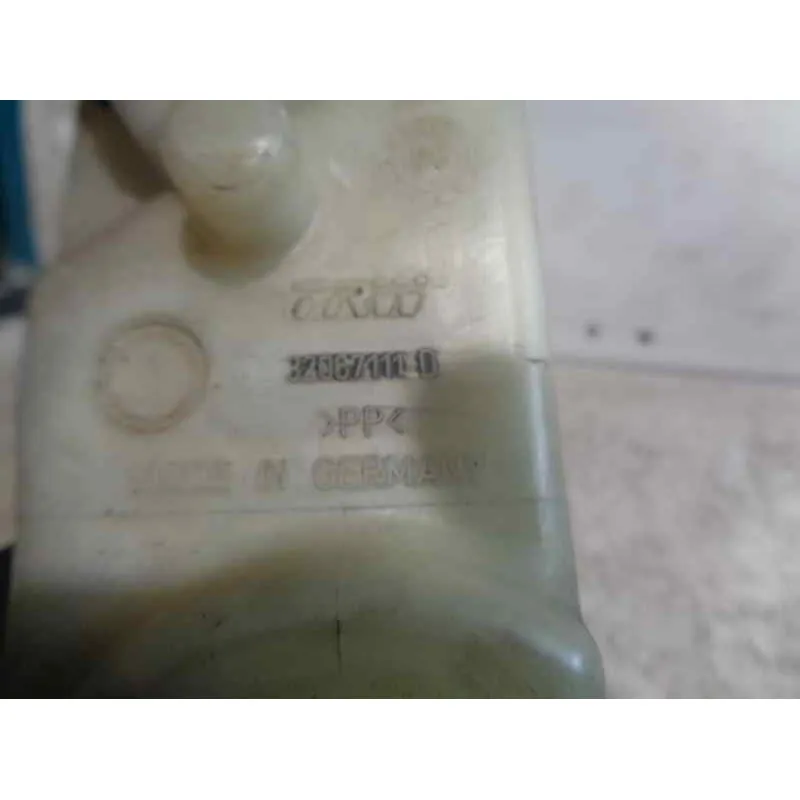 TRW
32067111-D
>PP<
MADE IN GERMANY